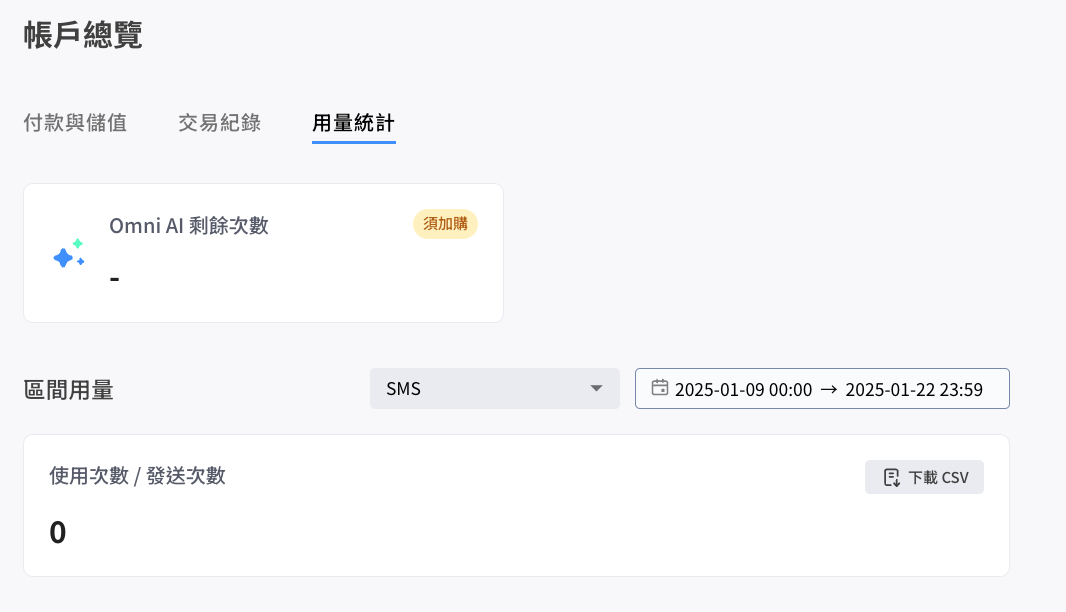 帳戶總覽
付款與儲值 交易紀錄 用量統計
Omni AI 剩餘次數 須加購
-
區間用量 SMS 2025-01-09 00:00 → 2025-01-22 23:59
使用次數 / 發送次數 下載 CSV
0